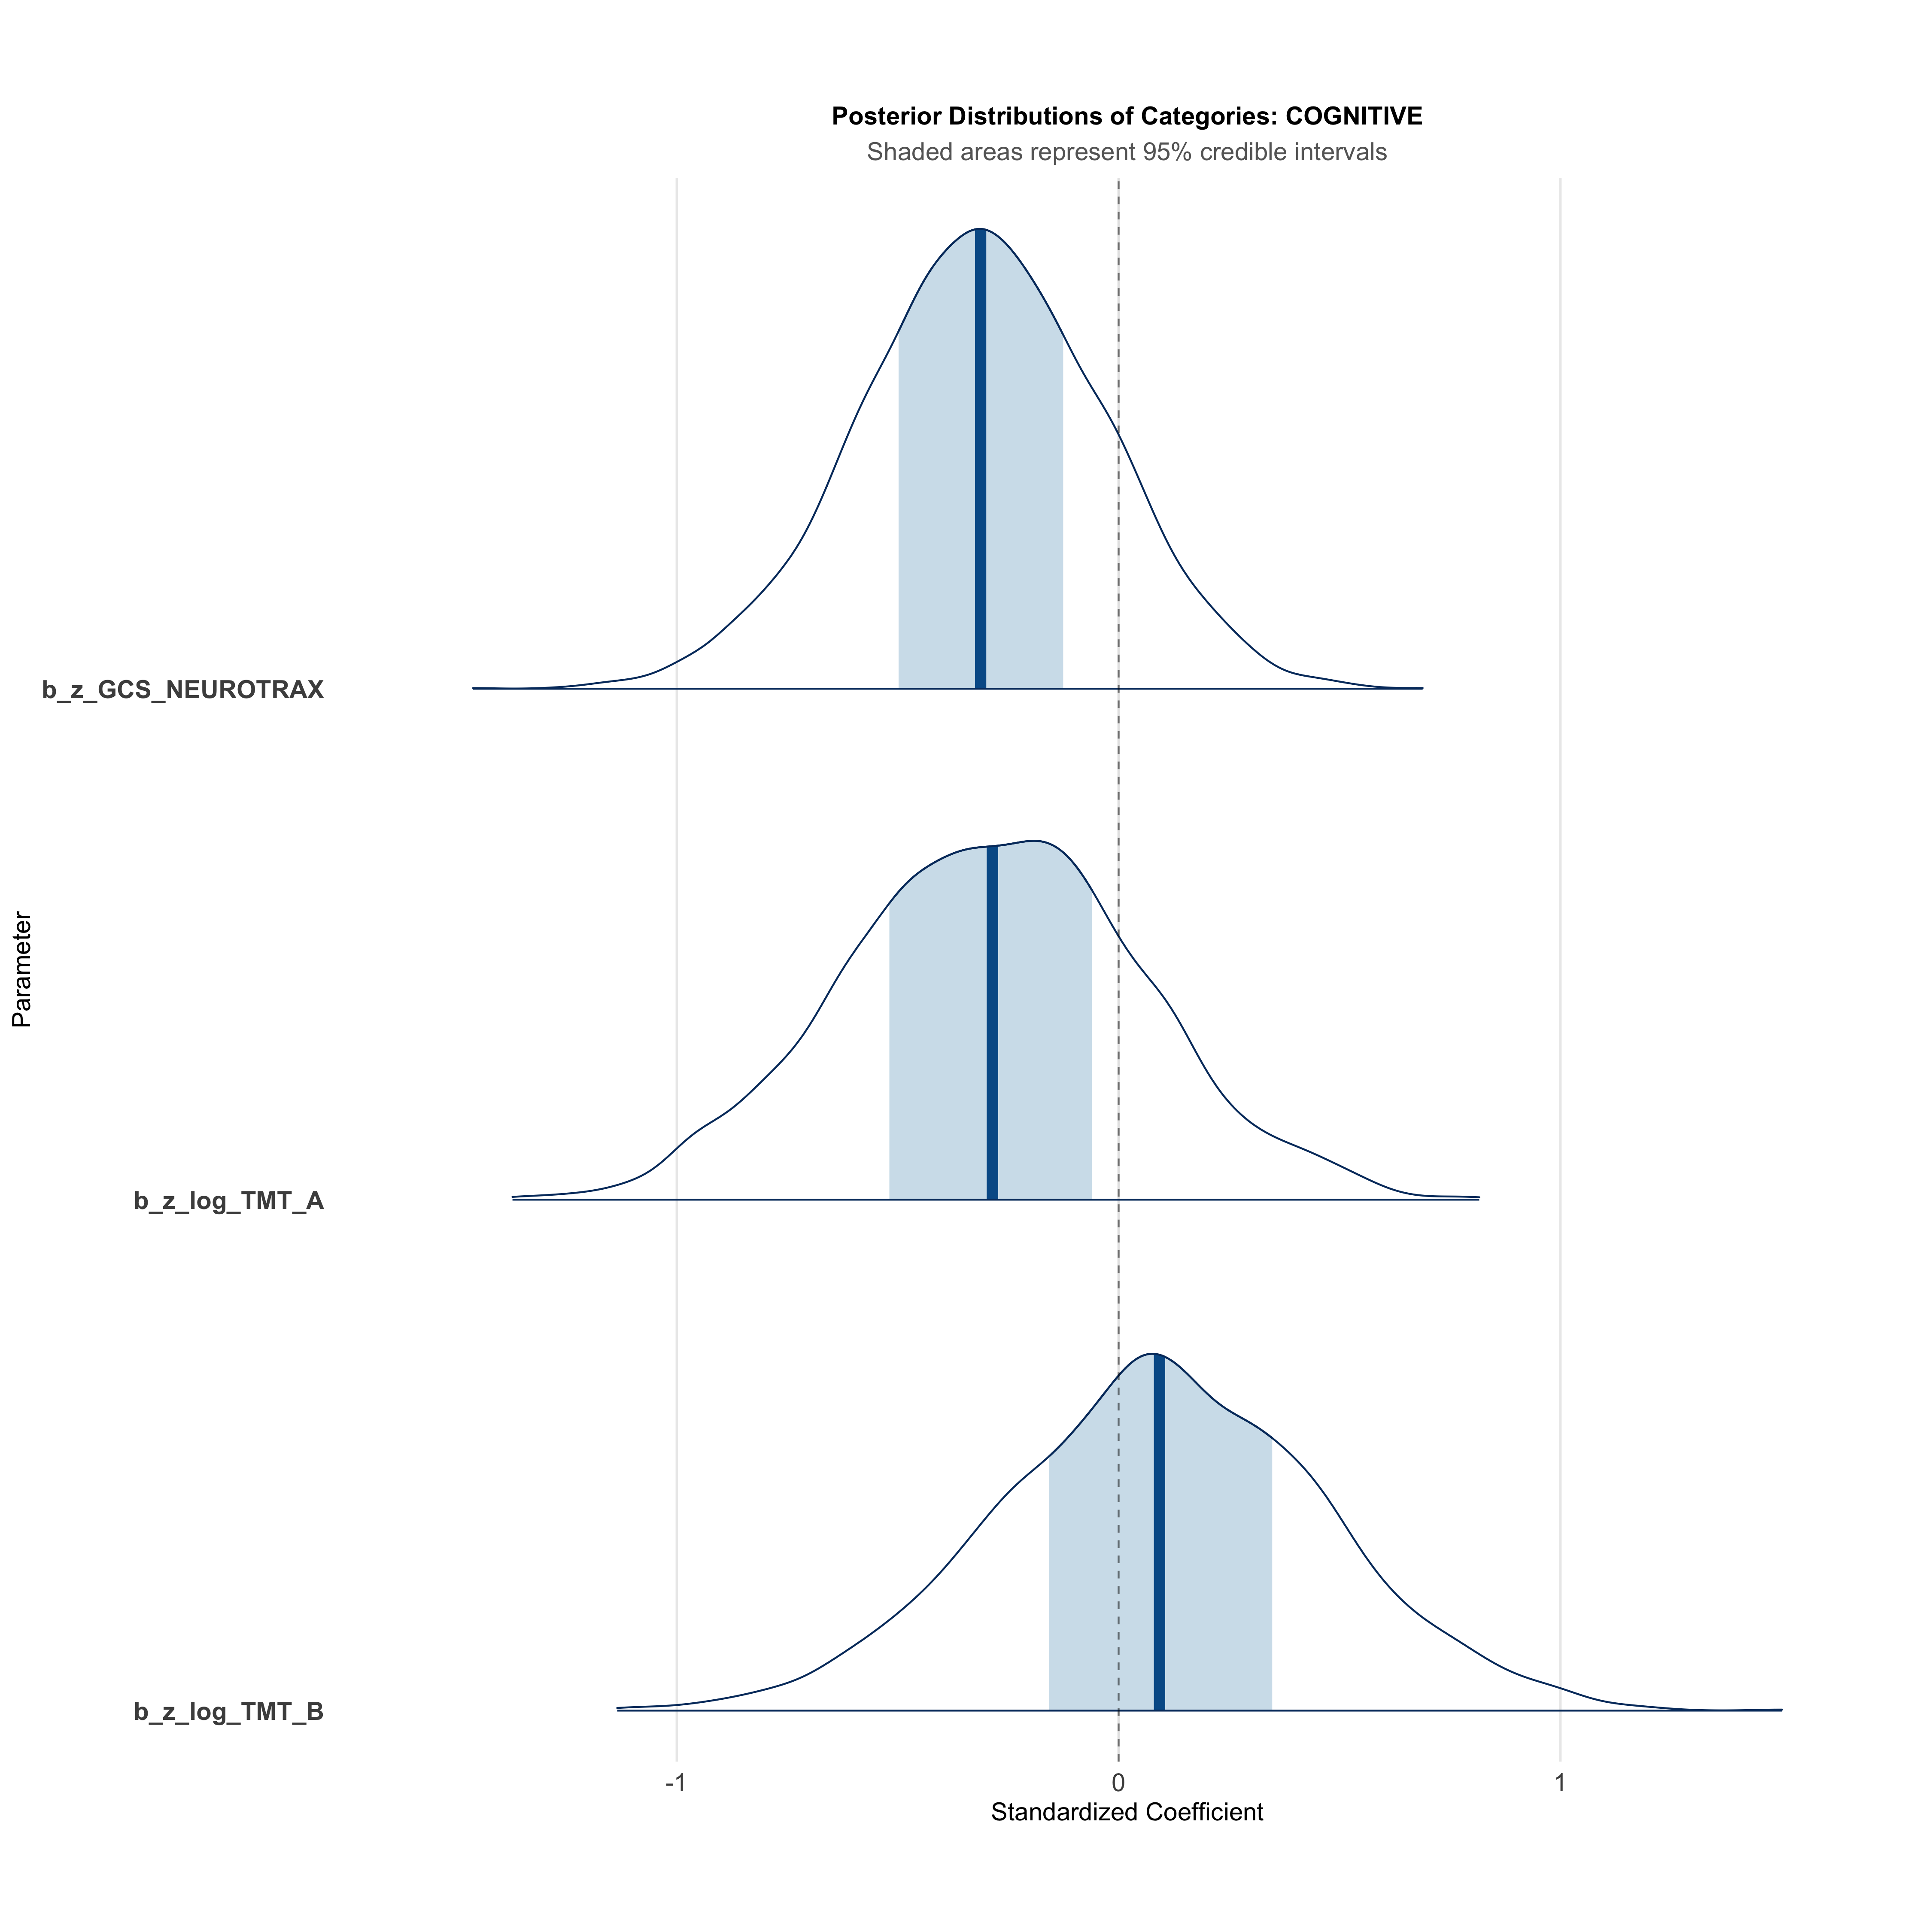 Posterior Distributions of Categories: COGNITIVE
Shaded areas represent 95% credible intervals
Parameter
b_z_GCS_NEUROTRAX
b_z_log_TMT_A
b_z_log_TMT_B
-1 0 1
Standardized Coefficient